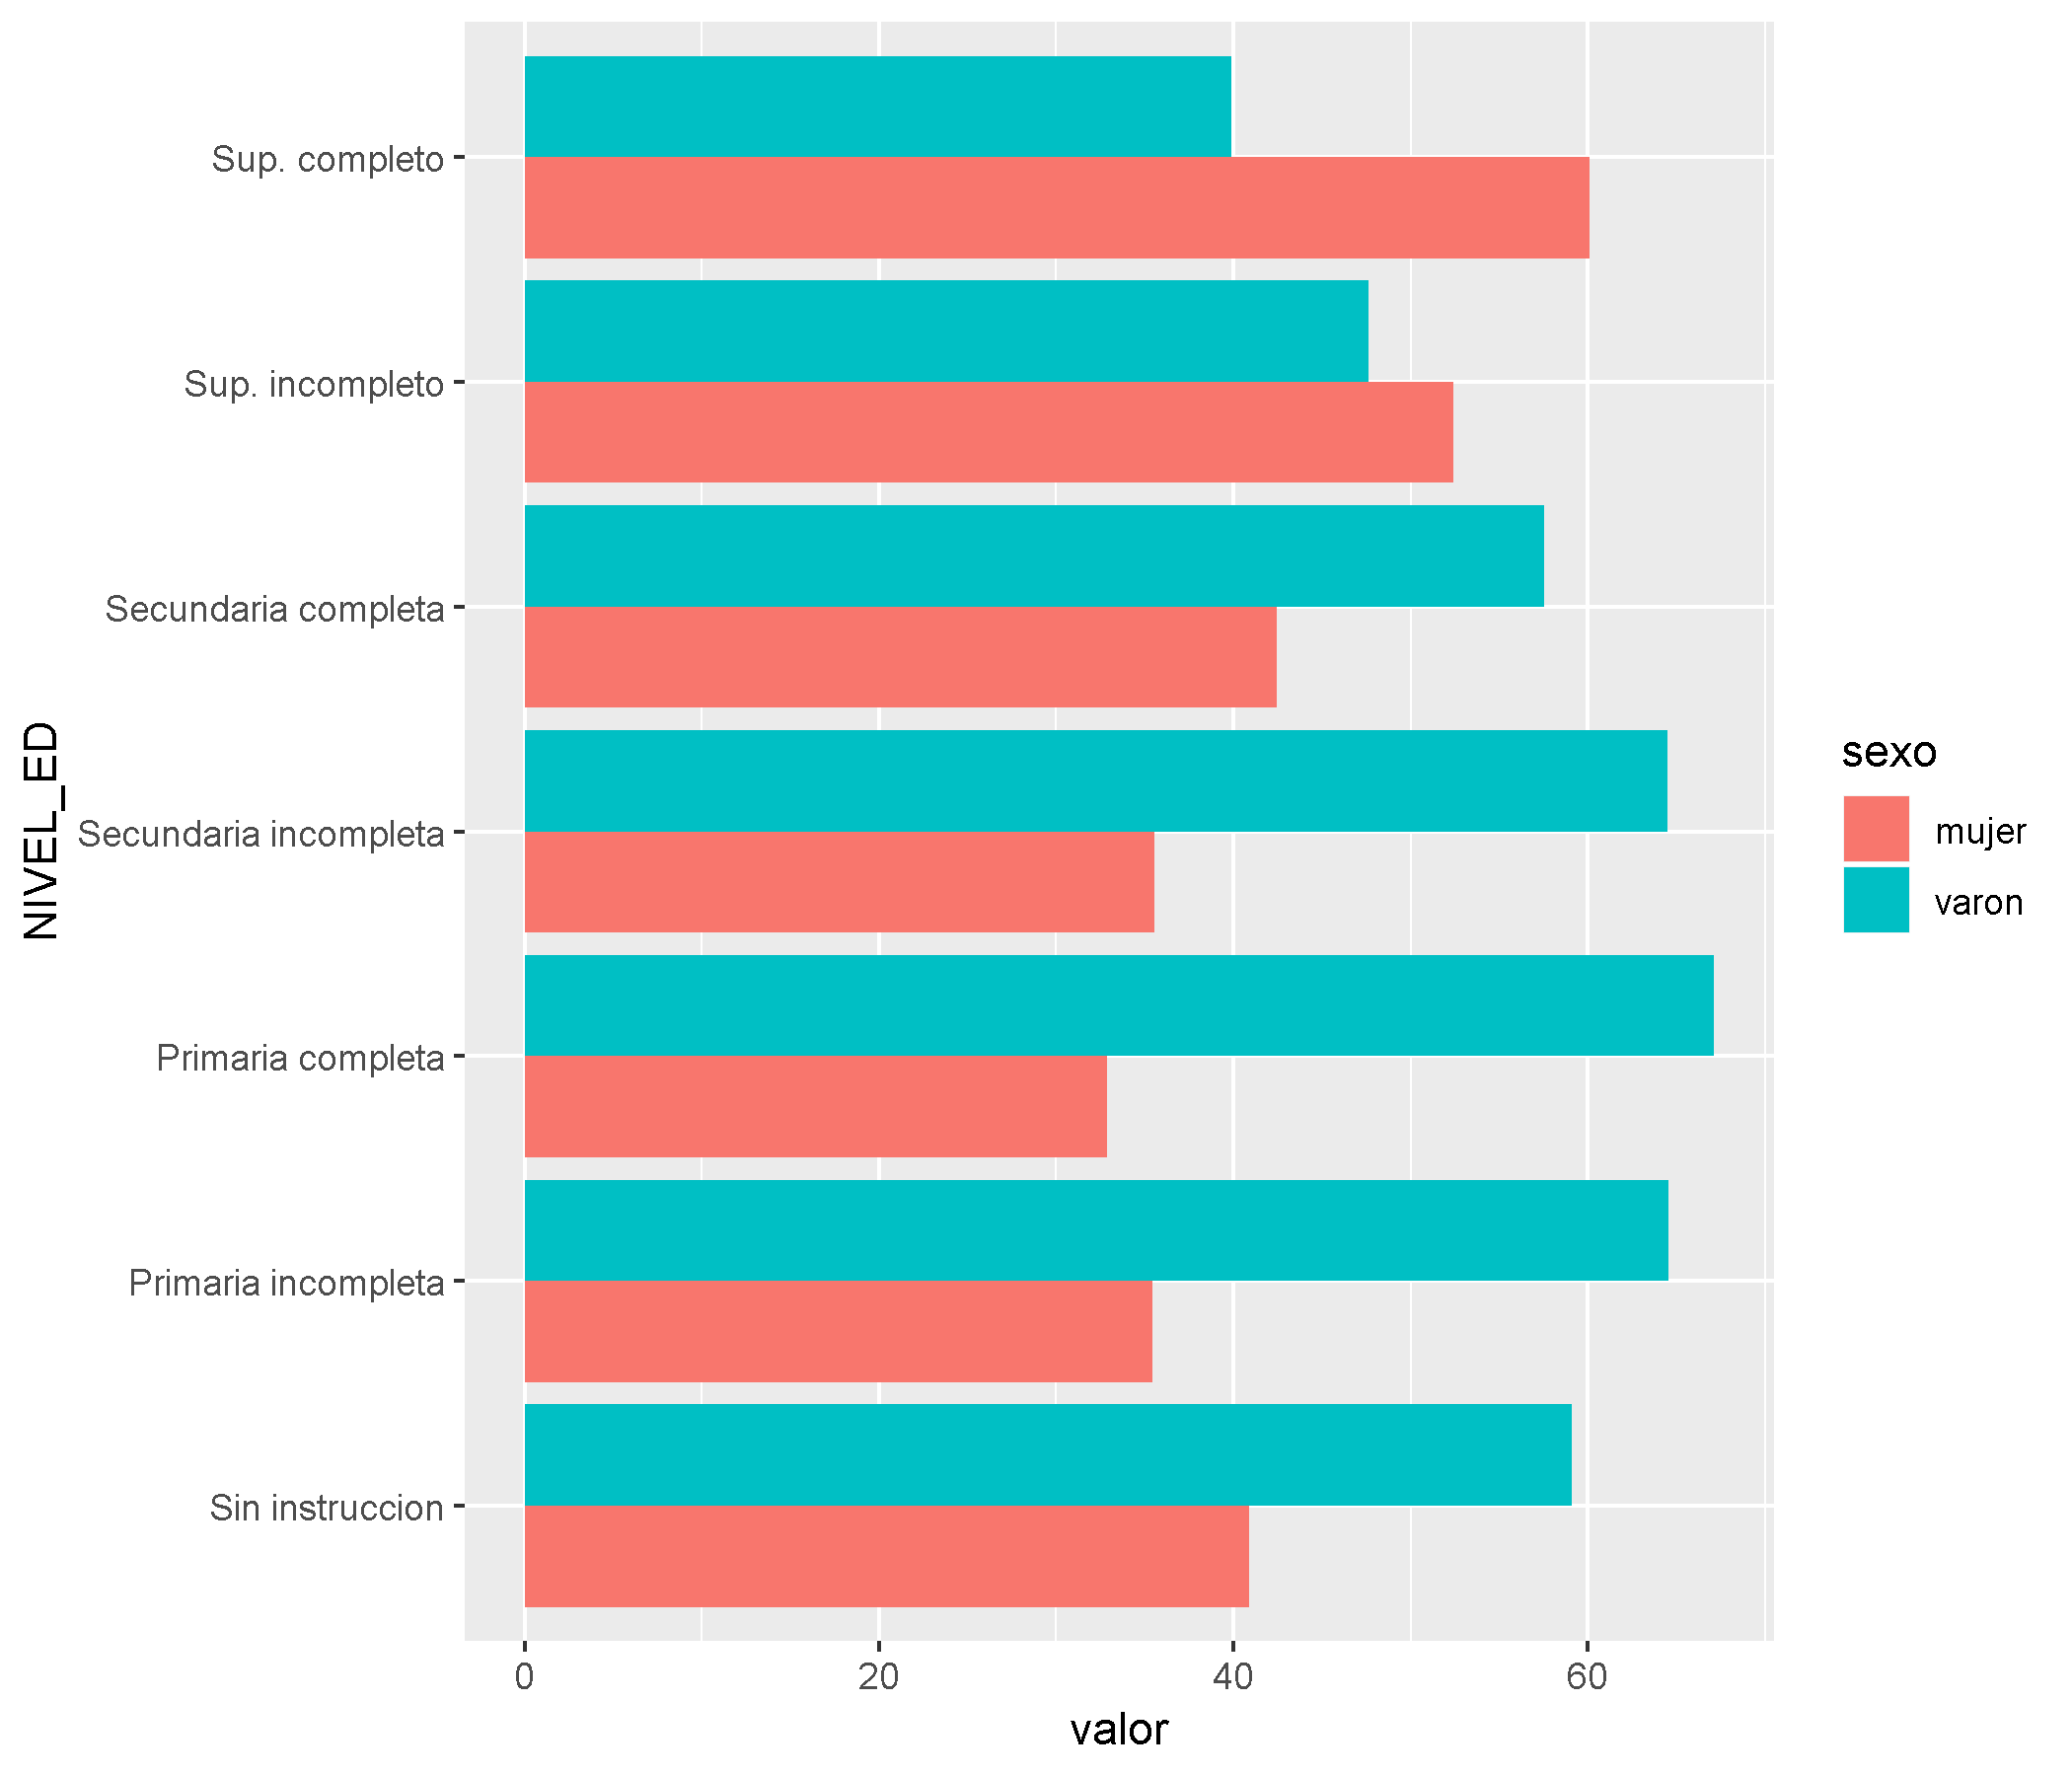 NIVEL_ED
Sup. completo
Sup. incompleto
Secundaria completa
Secundaria incompleta
Primaria completa
Primaria incompleta
Sin instruccion
0 20 40 60
valor
sexo
mujer
varon